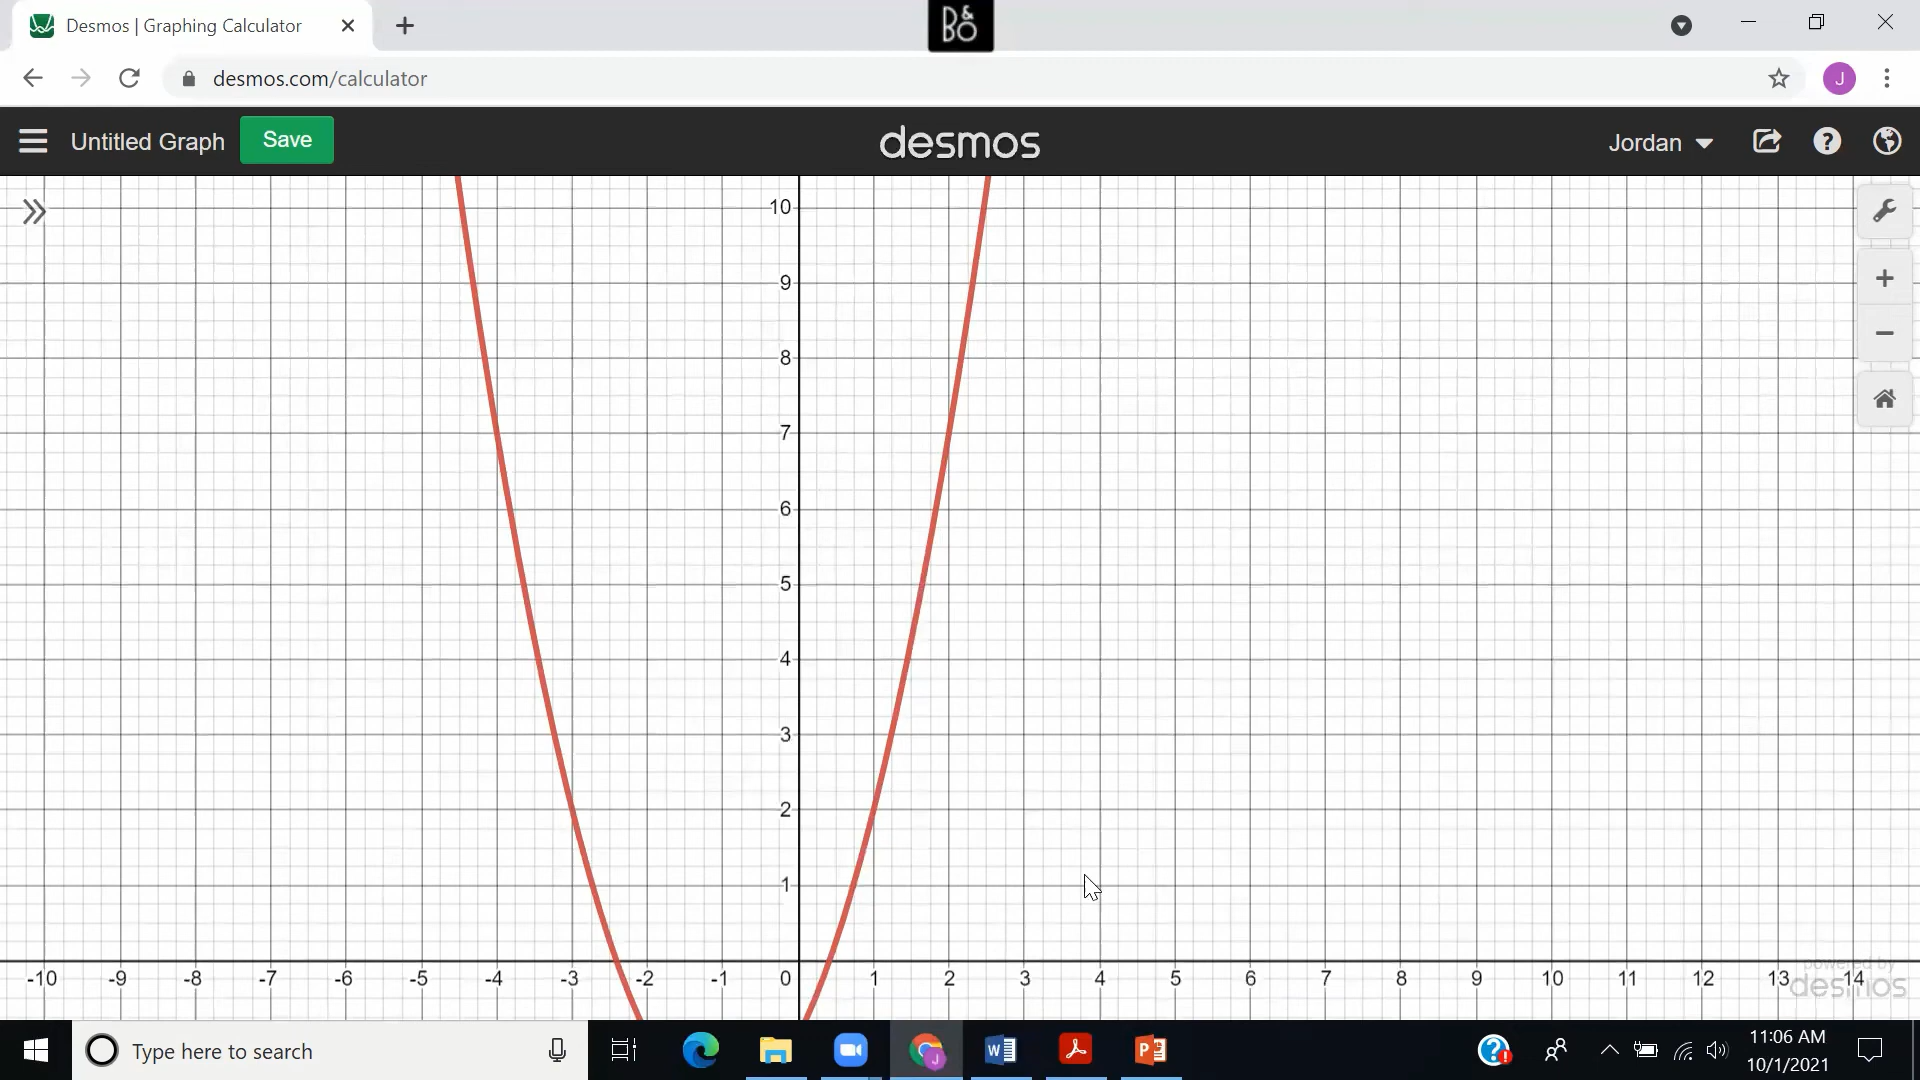 Desmos | Graphing Calculator
B&O
desmos.com/calculator
J
Untitled Graph
Save
desmos
Jordan
10
9
8
7
6
5
4
3
2
1
-10 -9 -8 -7 -6 -5 -4 -3 -2 -1 0 1 2 3 4 5 6 7 8 9 10 11 12 13 14
powered by
desmos
Type here to search
J
11:06 AM
10/1/2021